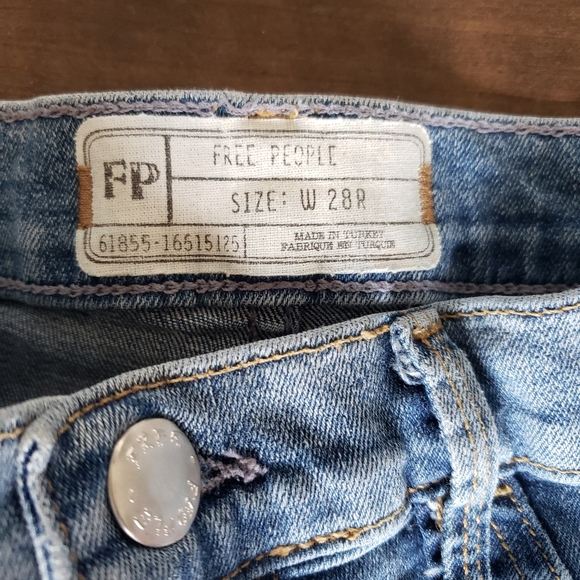 FP
FREE PEOPLE
SIZE: W 28R
61855-16515125
MADE IN TURKEY
FABRIQUE EN TURQUIE